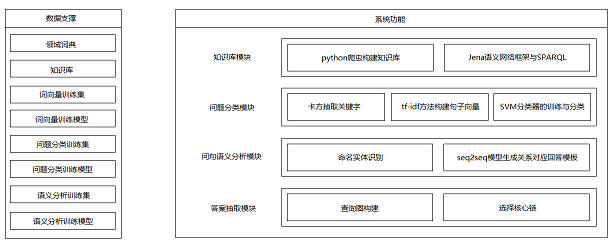 数据支撑
领域词典
知识库
词向量训练集
词向量训练模型
问题分类训练集
问题分类训练模型
语义分析训练集
语义分析训练模型
系统功能
知识库模块
python爬虫构建知识库
Jena语义网络框架与SPARQL
问题分类模块
卡方抽取关键字
tf-idf方法构建句子向量
SVM分类器的训练与分类
问句语义分析模块
命名实体识别
seq2seq模型生成关系对应回答模板
答案抽取模块
查询图构建
选择核心链